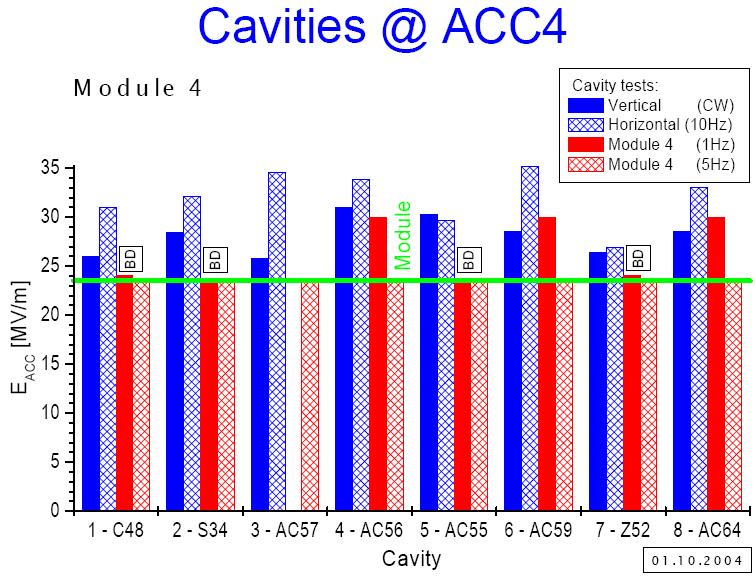 Cavities @ ACC4
Module 4
Cavity tests:
Vertical (CW)
Horizontal (10Hz)
Module 4 (1Hz)
Module 4 (5Hz)
35
30
25
20
15
10
5
0
E_ACC [MV/m]
BD
BD
Module
BD
BD
1 - C48
2 - S34
3 - AC57
4 - AC56
5 - AC55
6 - AC59
7 - Z52
8 - AC64
Cavity
01.10.2004